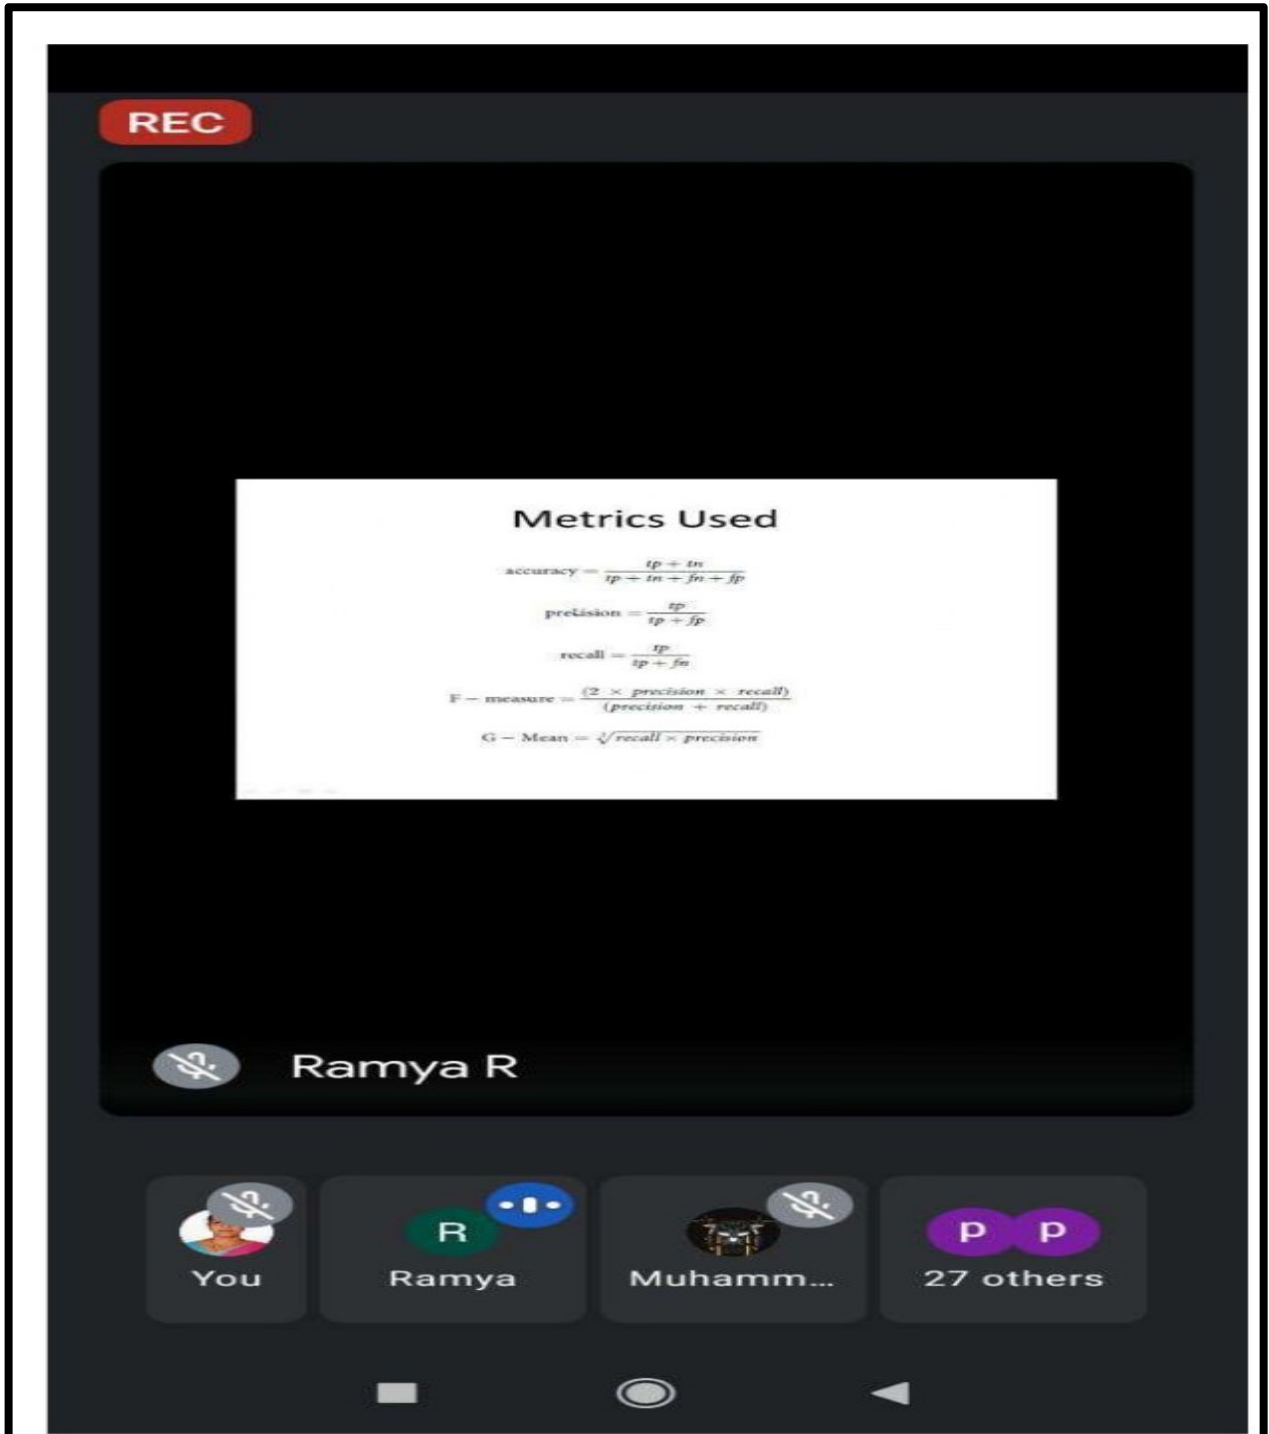 REC
Metrics Used
accuracy = tp + tn / tp + tn + fn + fp
precision = tp / tp + fp
recall = tp / tp + fn
F − measure = (2 × precision × recall) / (precision + recall)
G − Mean = √recall × precision
Ramya R
R
P P
You
Ramya
Muhamm...
27 others